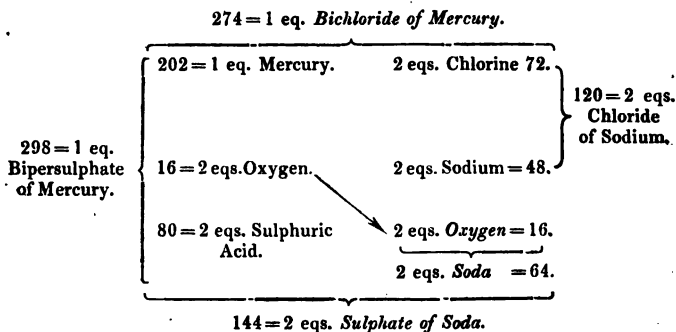 274=1 eq. Bichloride of Mercury.
202=1 eq. Mercury.
2 eqs. Chlorine 72.
120=2 eqs.
Chloride
of Sodium.
298=1 eq.
Bipersulphate
of Mercury.
16=2 eqs.Oxygen.
2 eqs. Sodium=48.
80=2 eqs. Sulphuric
Acid.
2 eqs. Oxygen=16.
2 eqs. Soda =64.
144=2 eqs. Sulphate of Soda.